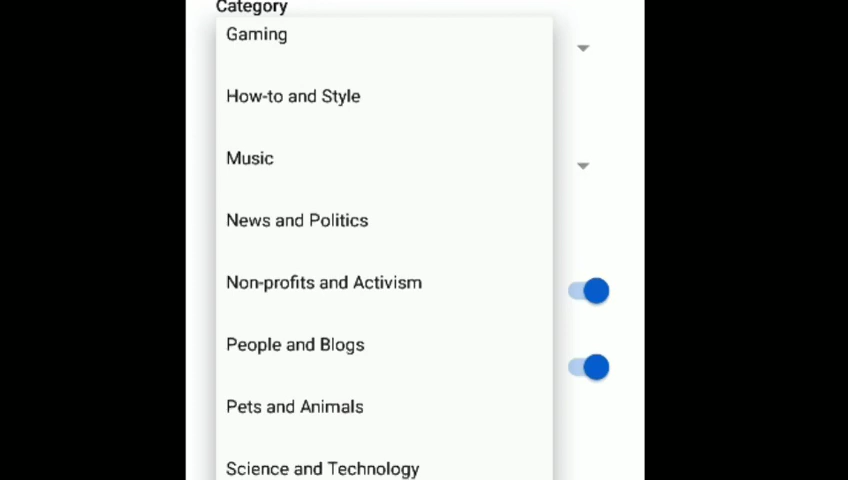 Category
Gaming
How-to and Style
Music
News and Politics
Non-profits and Activism
People and Blogs
Pets and Animals
Science and Technology